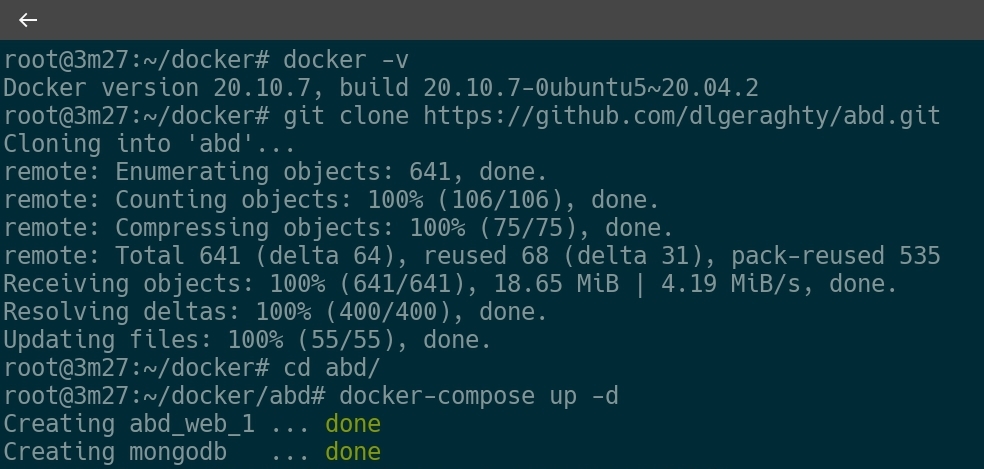 root@3m27:~/docker# docker -v
Docker version 20.10.7, build 20.10.7-0ubuntu5~20.04.2
root@3m27:~/docker# git clone https://github.com/dlgeraghty/abd.git
Cloning into 'abd'...
remote: Enumerating objects: 641, done.
remote: Counting objects: 100% (106/106), done.
remote: Compressing objects: 100% (75/75), done.
remote: Total 641 (delta 64), reused 68 (delta 31), pack-reused 535
Receiving objects: 100% (641/641), 18.65 MiB | 4.19 MiB/s, done.
Resolving deltas: 100% (400/400), done.
Updating files: 100% (55/55), done.
root@3m27:~/docker# cd abd/
root@3m27:~/docker/abd# docker-compose up -d
Creating abd_web_1 ... done
Creating mongodb   ... done